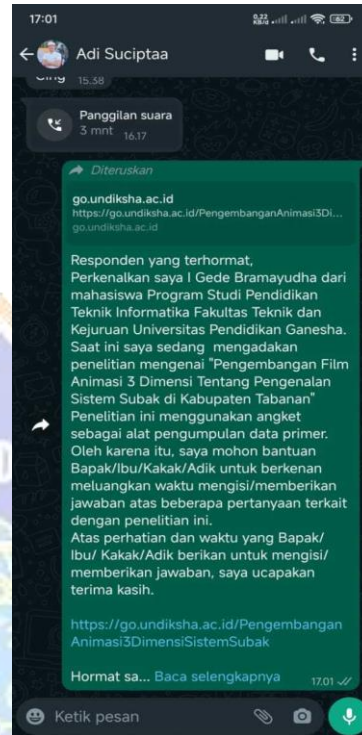 17:01
0,22 KB/d
62
Adi Suciptaa
Cing 15.38
Panggilan suara
3 mnt 16.17
Diteruskan
go.undiksha.ac.id
https://go.undiksha.ac.id/PengembanganAnimasi3Di...
go.undiksha.ac.id
Responden yang terhormat,
Perkenalkan saya I Gede Bramayudha dari
mahasiswa Program Studi Pendidikan
Teknik Informatika Fakultas Teknik dan
Kejuruan Universitas Pendidikan Ganesha.
Saat ini saya sedang mengadakan
penelitian mengenai "Pengembangan Film
Animasi 3 Dimensi Tentang Pengenalan
Sistem Subak di Kabupaten Tabanan"
Penelitian ini menggunakan angket
sebagai alat pengumpulan data primer.
Oleh karena itu, saya mohon bantuan
Bapak/Ibu/Kakak/Adik untuk berkenan
meluangkan waktu mengisi/memberikan
jawaban atas beberapa pertanyaan terkait
dengan penelitian ini.
Atas perhatian dan waktu yang Bapak/
Ibu/ Kakak/Adik berikan untuk mengisi/
memberikan jawaban, saya ucapakan
terima kasih.
https://go.undiksha.ac.id/Pengembangan
Animasi3DimensiSistemSubak
Hormat sa... Baca selengkapnya 17.01
Ketik pesan